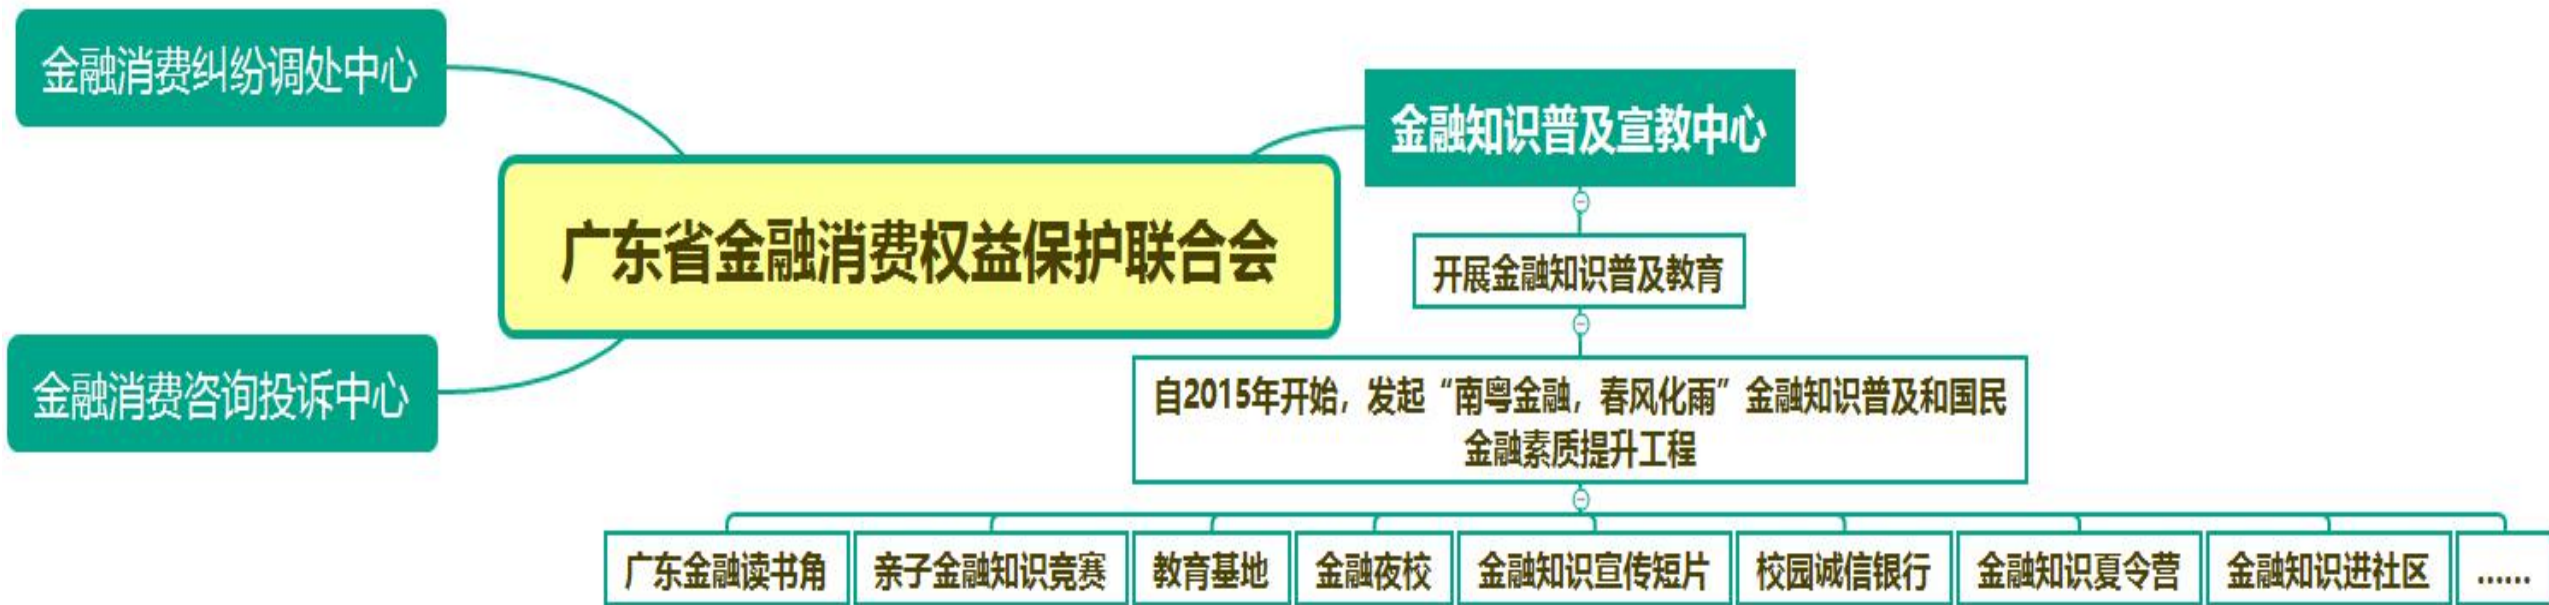 金融消费纠纷调处中心
金融知识普及宣教中心
广东省金融消费权益保护联合会
开展金融知识普及教育
金融消费咨询投诉中心
自2015年开始，发起“南粤金融，春风化雨”金融知识普及和国民
金融素质提升工程
广东金融读书角
亲子金融知识竞赛
教育基地
金融夜校
金融知识宣传短片
校园诚信银行
金融知识夏令营
金融知识进社区
……